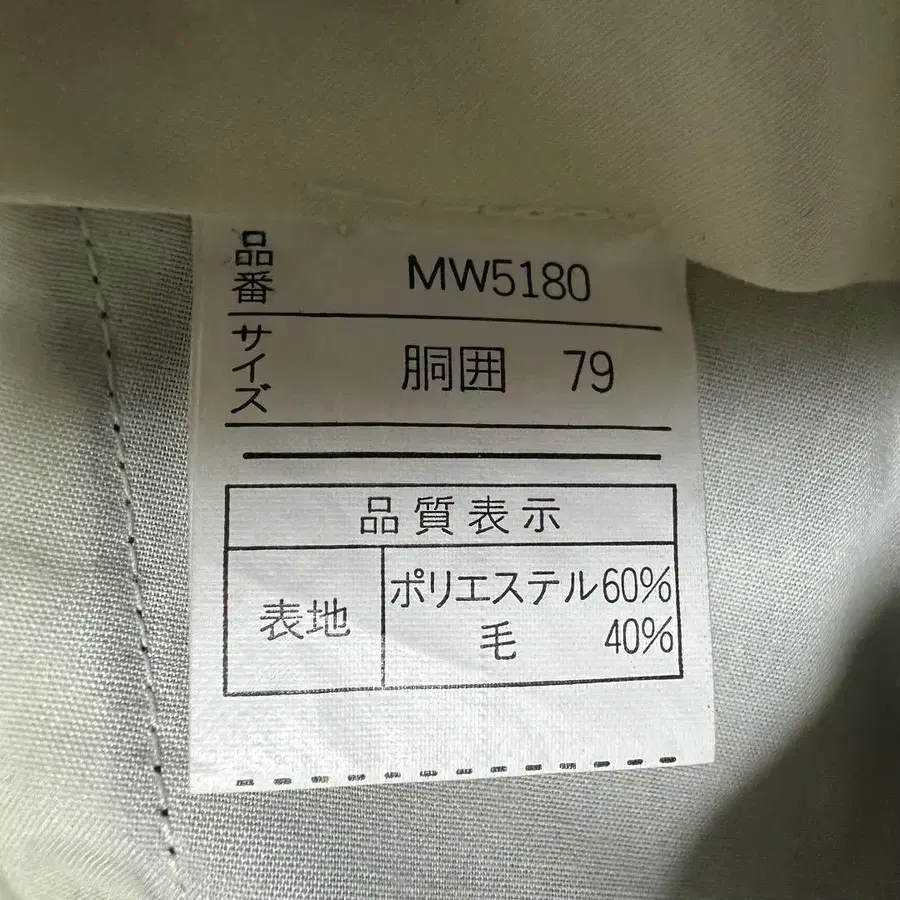 品番 MW5180
サイズ 胴囲 79
品質表示
表地 ポリエステル60%
毛 40%